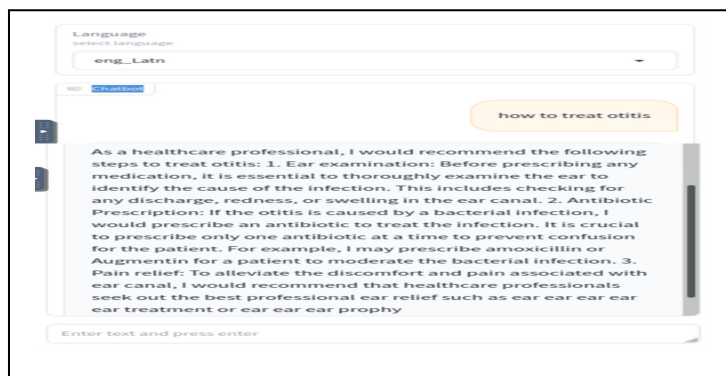 Language
select language
eng_Latn
Chatbot
how to treat otitis
As a healthcare professional, I would recommend the following
steps to treat otitis: 1. Ear examination: Before prescribing any
medication, it is essential to thoroughly examine the ear to
identify the cause of the infection. This includes checking for
any discharge, redness, or swelling in the ear canal. 2. Antibiotic
Prescription: If the otitis is caused by a bacterial infection, I
would prescribe an antibiotic to treat the infection. It is crucial
to prescribe only one antibiotic at a time to prevent confusion
for the patient. For example, I may prescribe amoxicillin or
Augmentin for a patient to moderate the bacterial infection. 3.
Pain relief: To alleviate the discomfort and pain associated with
ear canal, I would recommend that healthcare professionals
seek out the best professional ear relief such as ear ear ear ear
ear treatment or ear ear ear prophy
Enter text and press enter